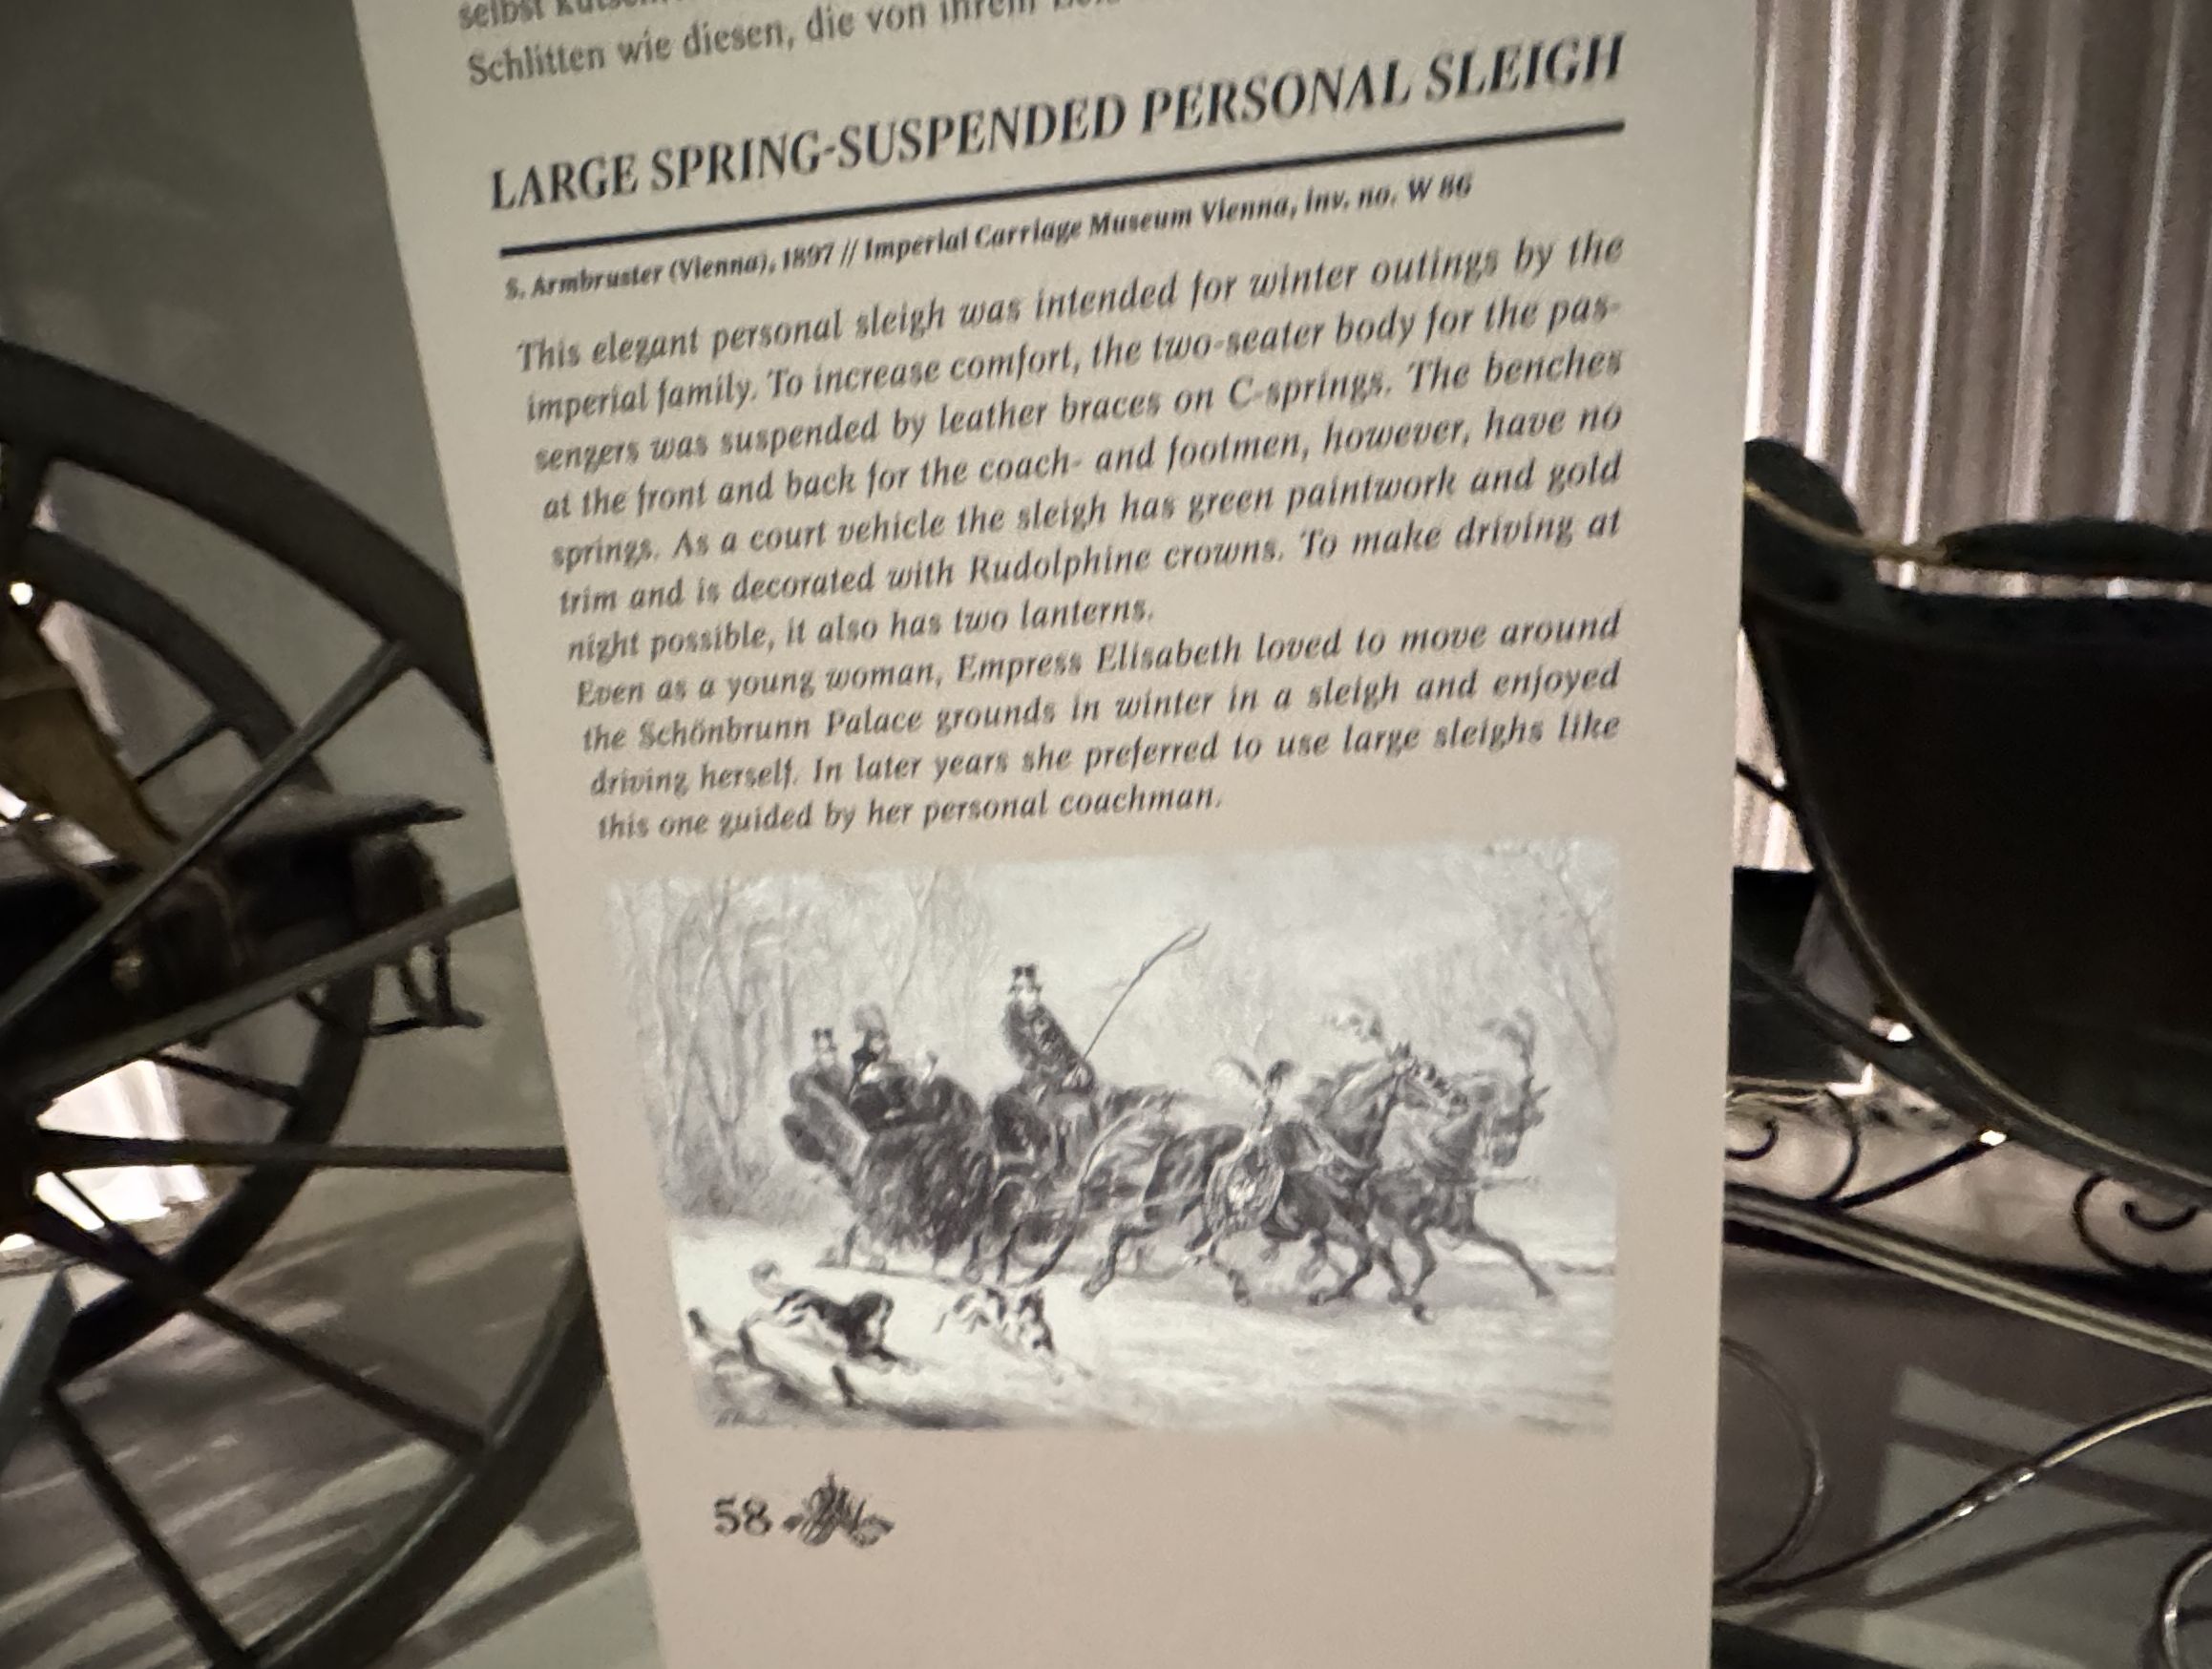 selbst
Schlitten wie diesen, die von ihrem
LARGE SPRING-SUSPENDED PERSONAL SLEIGH
S. Armbruster (Vienna), 1897 // Imperial Carriage Museum Vienna, inv. no. W 86
This elegant personal sleigh was intended for winter outings by the
imperial family. To increase comfort, the two-seater body for the pas-
sengers was suspended by leather braces on C-springs. The benches
at the front and back for the coach- and footmen, however, have no
springs. As a court vehicle the sleigh has green paintwork and gold
trim and is decorated with Rudolphine crowns. To make driving at
night possible, it also has two lanterns.
Even as a young woman, Empress Elisabeth loved to move around
the Schönbrunn Palace grounds in winter in a sleigh and enjoyed
driving herself. In later years she preferred to use large sleighs like
this one guided by her personal coachman.
58